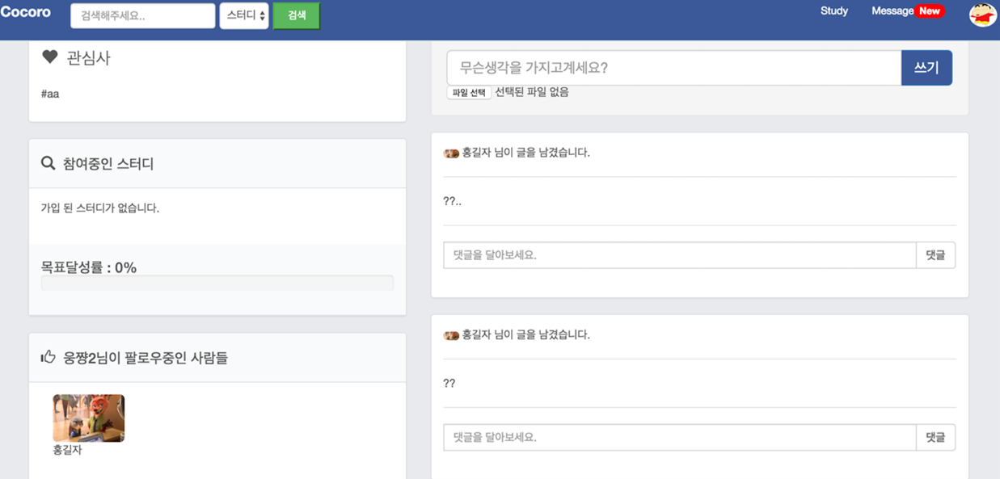 Cocoro 검색해주세요.. 스터디 검색 Study Message New
관심사
#aa
참여중인 스터디
가입 된 스터디가 없습니다.
목표달성률 : 0%
웅쨩2님이 팔로우중인 사람들
홍길자
무슨생각을 가지고계세요? 쓰기
파일 선택 선택된 파일 없음
홍길자 님이 글을 남겼습니다.
??..
댓글을 달아보세요. 댓글
홍길자 님이 글을 남겼습니다.
??
댓글을 달아보세요. 댓글